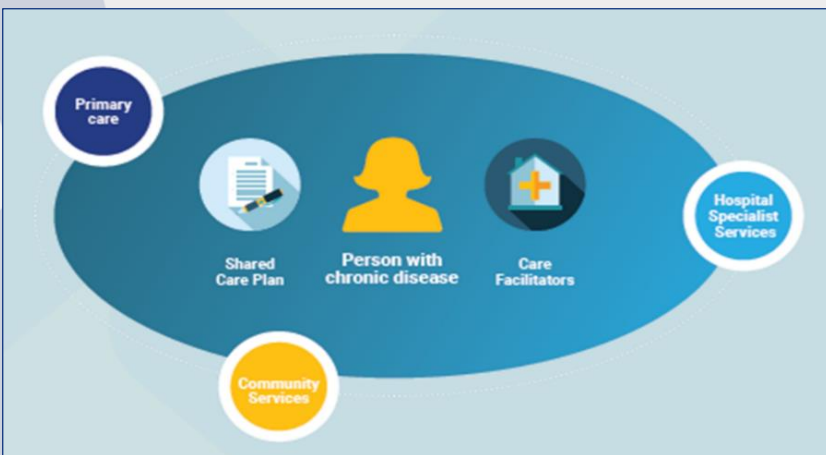 Primary
care
Shared
Care Plan
Person with
chronic disease
Care
Facilitators
Hospital
Specialist
Services
Community
Services